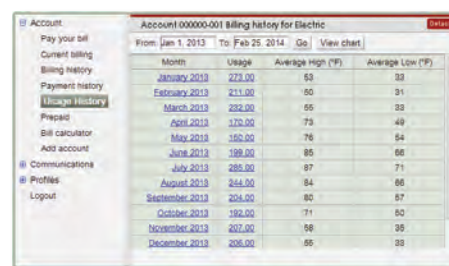 Account
Pay your bill
Current billing
Billing history
Payment history
Usage History
Prepaid
Bill calculator
Add account
Communications
Profiles
Logout
Account 000000-001 Billing history for Electric
From: Jan 1, 2013 To: Feb 25, 2014 Go View chart
Month Usage Average High (°F) Average Low (°F)
January 2013 273.00 53 33
February 2013 211.00 50 31
March 2013 232.00 55 33
April 2013 170.00 73 49
May 2013 150.00 76 54
June 2013 199.00 85 66
July 2013 285.00 87 71
August 2013 244.00 84 66
September 2013 204.00 80 57
October 2013 192.00 71 50
November 2013 207.00 58 35
December 2013 206.00 55 33